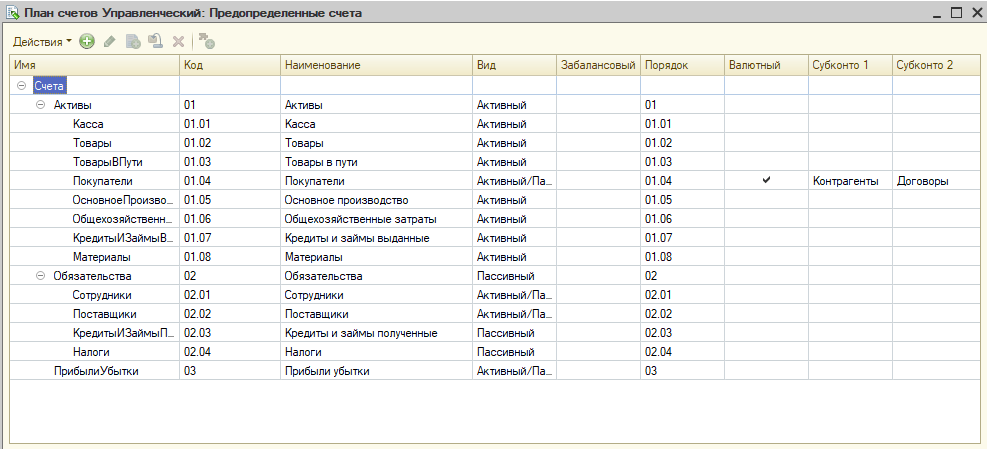 План счетов Управленческий: Предопределенные счета
Действия
Имя Код Наименование Вид Забалансовый Порядок Валютный Субконто 1 Субконто 2
Счета
Активы 01 Активы Активный 01
Касса 01.01 Касса Активный 01.01
Товары 01.02 Товары Активный 01.02
ТоварыВПути 01.03 Товары в пути Активный 01.03
Покупатели 01.04 Покупатели Активный/Па... 01.04 Контрагенты Договоры
ОсновноеПроизво... 01.05 Основное производство Активный 01.05
Общехозяйственн... 01.06 Общехозяйственные затраты Активный 01.06
КредитыИЗаймыВ... 01.07 Кредиты и займы выданные Активный 01.07
Материалы 01.08 Материалы Активный 01.08
Обязательства 02 Обязательства Пассивный 02
Сотрудники 02.01 Сотрудники Активный/Па... 02.01
Поставщики 02.02 Поставщики Активный/Па... 02.02
КредитыИЗаймыП... 02.03 Кредиты и займы полученные Пассивный 02.03
Налоги 02.04 Налоги Пассивный 02.04
ПрибылиУбытки 03 Прибыли убытки Активный/Па... 03